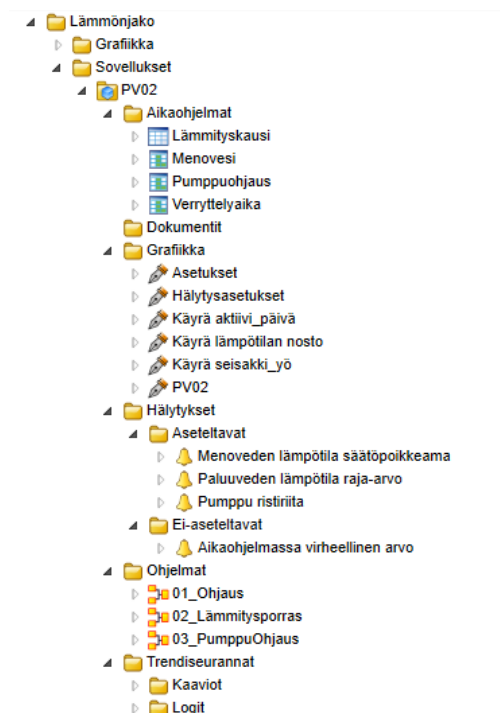 Lämmönjako
Grafiikka
Sovellukset
PV02
Aikaohjelmat
Lämmityskausi
Menovesi
Pumppuohjaus
Verryttelyaika
Dokumentit
Grafiikka
Asetukset
Hälytysasetukset
Käyrä aktiivi_päivä
Käyrä lämpötilan nosto
Käyrä seisakki_yö
PV02
Hälytykset
Aseteltavat
Menoveden lämpötila säätöpoikkeama
Paluuveden lämpötila raja-arvo
Pumppu ristiriita
Ei-aseteltavat
Aikaohjelmassa virheellinen arvo
Ohjelmat
01_Ohjaus
02_Lämmitysporras
03_PumppuOhjaus
Trendiseurannat
Kaaviot
Logit